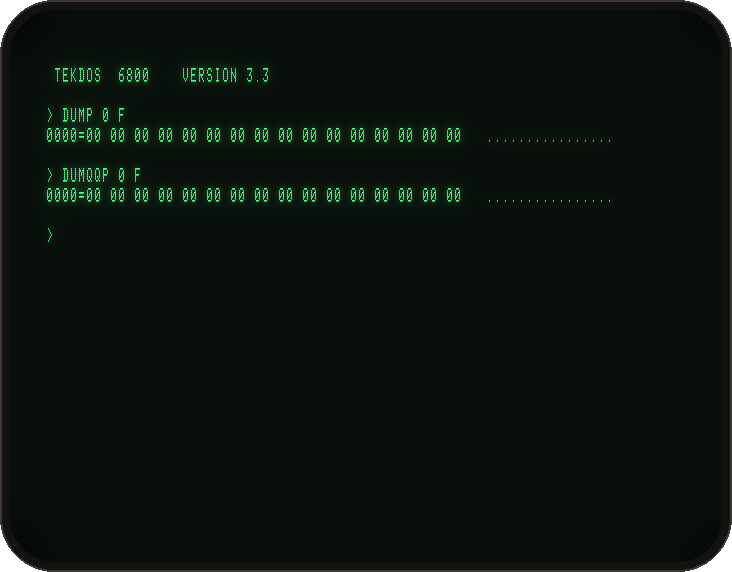 TEKDOS  6800    VERSION 3.3
> DUMP 0 F
0000=00 00 00 00 00 00 00 00 00 00 00 00 00 00 00 00   ................
> DUMQQP 0 F
0000=00 00 00 00 00 00 00 00 00 00 00 00 00 00 00 00   ................
>